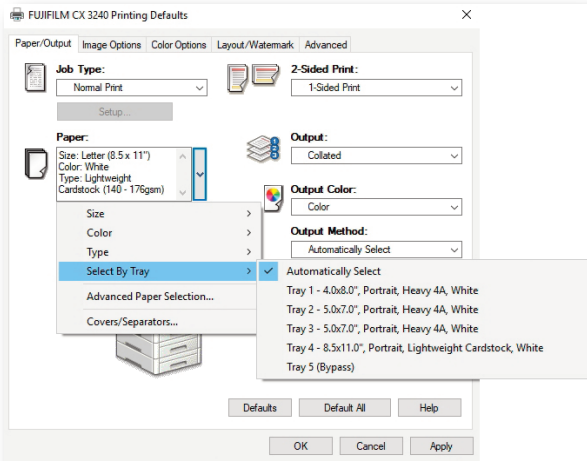 FUJIFILM CX 3240 Printing Defaults
Paper/Output Image Options Color Options Layout/Watermark Advanced
Job Type:
Normal Print
Setup...
2-Sided Print:
1-Sided Print
Paper:
Size: Letter (8.5 x 11")
Color: White
Type: Lightweight
Cardstock (140 - 176gsm)
Output:
Collated
Output Color:
Color
Output Method:
Automatically Select
Size
Color
Type
Select By Tray
Advanced Paper Selection...
Covers/Separators...
Automatically Select
Tray 1 - 4.0x8.0", Portrait, Heavy 4A, White
Tray 2 - 5.0x7.0", Portrait, Heavy 4A, White
Tray 3 - 5.0x7.0", Portrait, Heavy 4A, White
Tray 4 - 8.5x11.0", Portrait, Lightweight Cardstock, White
Tray 5 (Bypass)
Defaults Default All Help
OK Cancel Apply